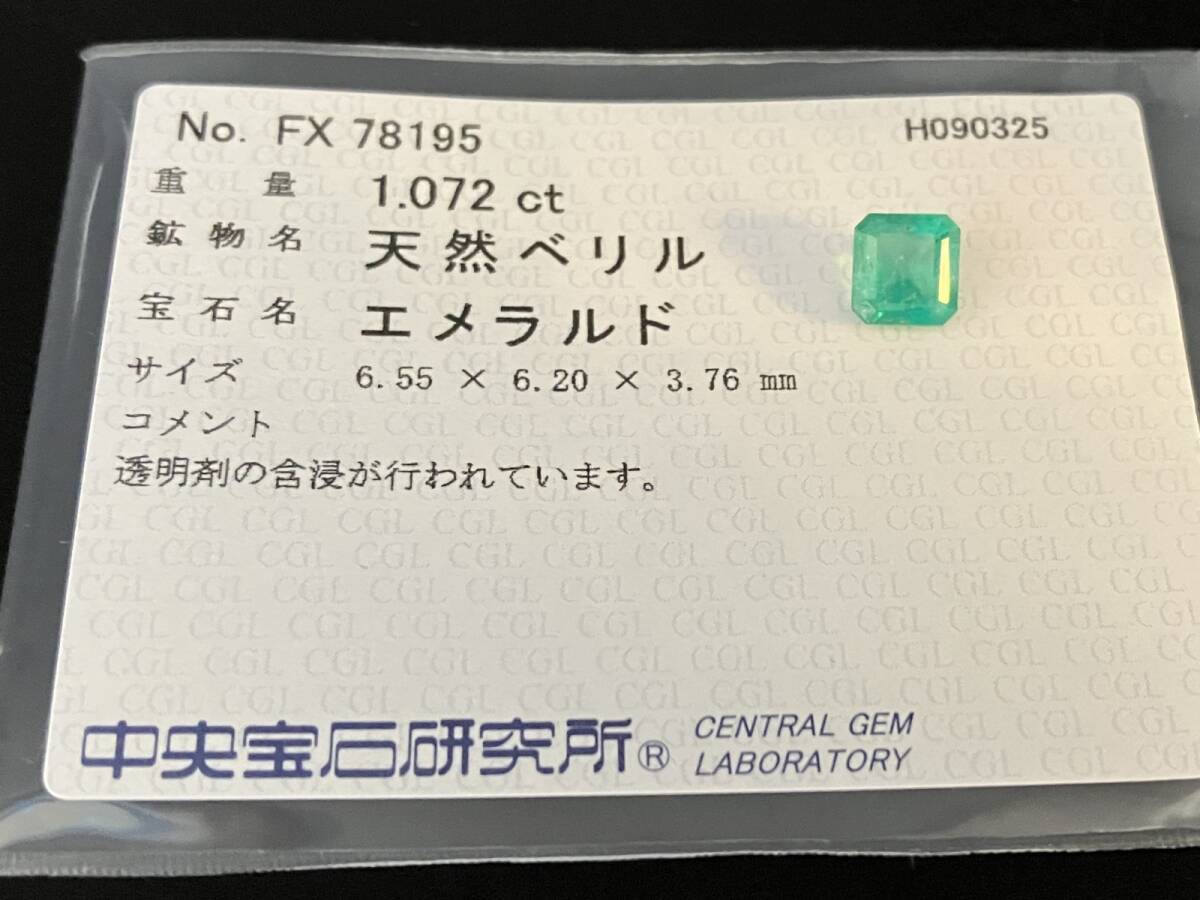 No. FX 78195 H090325
重量 1.072 ct
鉱物名 天然ベリル
宝石名 エメラルド
サイズ 6.55 × 6.20 × 3.76 mm
コメント
透明剤の含浸が行われています。
中央宝石研究所® CENTRAL GEM LABORATORY